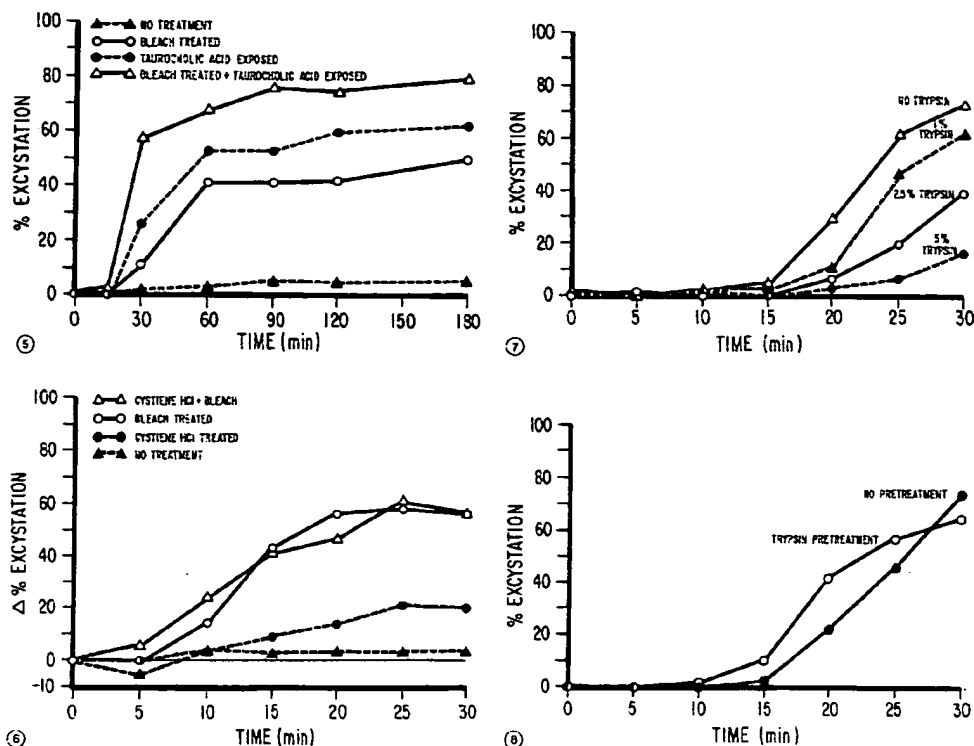 100
80
60
40
20
0
% EXCYSTATION
NO TREATMENT
BLEACH TREATED
TAUROCHOLIC ACID EXPOSED
BLEACH TREATED + TAUROCHOLIC ACID EXPOSED
0 30 60 90 120 150 180
TIME (min)
5
100
80
60
40
20
0
% EXCYSTATION
NO TRYPSIN
1%
TRYPSIN
2.5% TRYPSIN
5%
TRYPSIN
0 5 10 15 20 25 30
TIME (min)
7
100
80
60
40
20
0
-10
Δ % EXCYSTATION
CYSTIENE HCl + BLEACH
BLEACH TREATED
CYSTIENE HCl TREATED
NO TREATMENT
0 5 10 15 20 25 30
TIME (min)
6
100
80
60
40
20
0
% EXCYSTATION
NO PRETREATMENT
TRYPSIN PRETREATMENT
0 5 10 15 20 25 30
TIME (min)
8